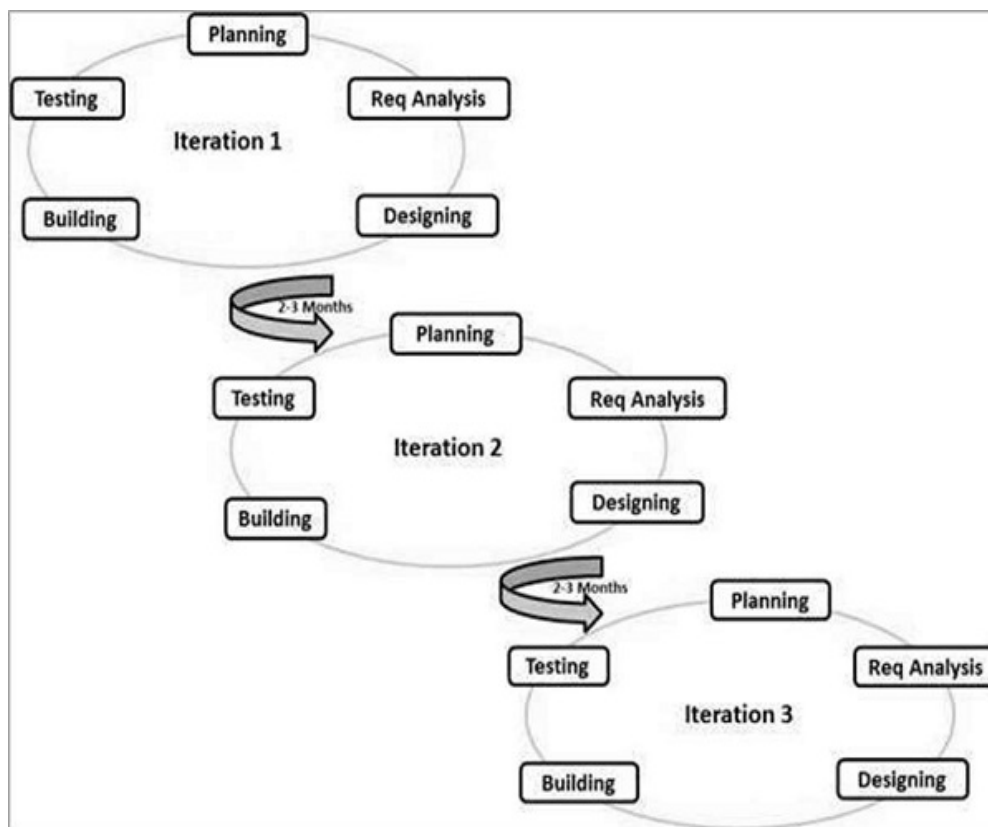 Planning
Testing
Req Analysis
Iteration 1
Building
Designing
2-3 Months
Planning
Testing
Req Analysis
Iteration 2
Building
Designing
2-3 Months
Planning
Testing
Req Analysis
Iteration 3
Building
Designing